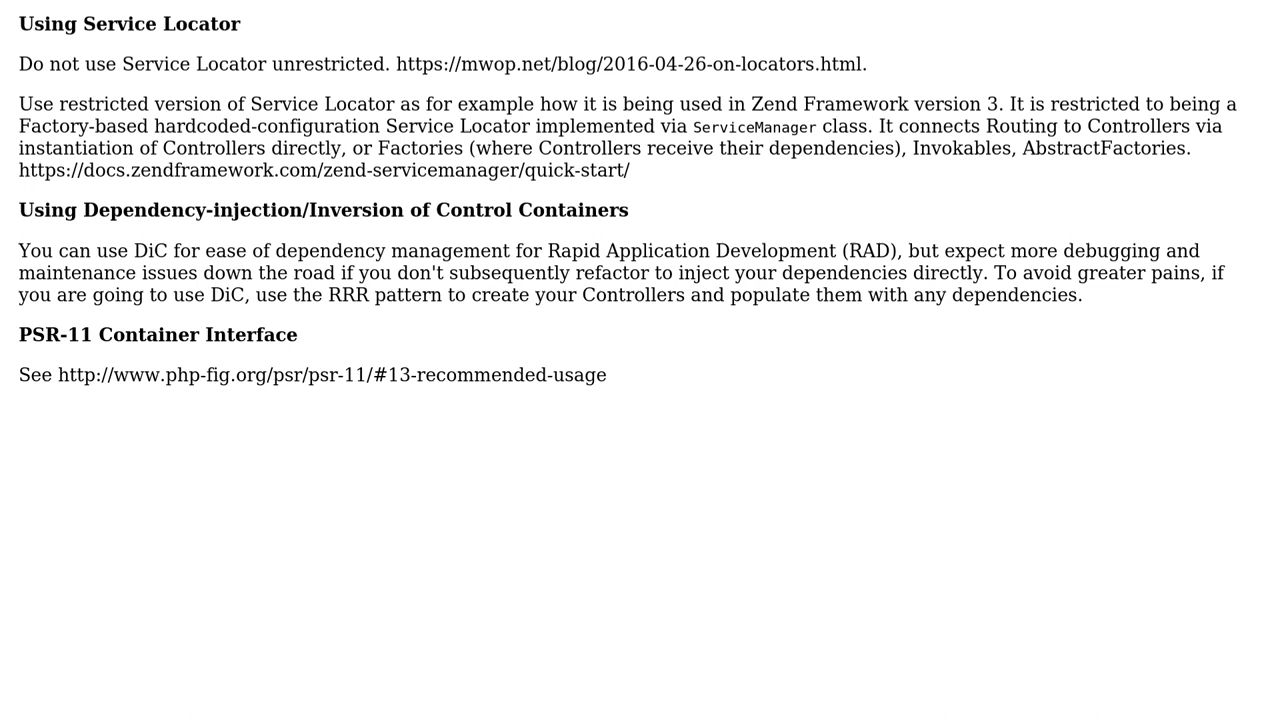 Using Service Locator
Do not use Service Locator unrestricted. https://mwop.net/blog/2016-04-26-on-locators.html.
Use restricted version of Service Locator as for example how it is being used in Zend Framework version 3. It is restricted to being a
Factory-based hardcoded-configuration Service Locator implemented via ServiceManager class. It connects Routing to Controllers via
instantiation of Controllers directly, or Factories (where Controllers receive their dependencies), Invokables, AbstractFactories.
https://docs.zendframework.com/zend-servicemanager/quick-start/
Using Dependency-injection/Inversion of Control Containers
You can use DiC for ease of dependency management for Rapid Application Development (RAD), but expect more debugging and
maintenance issues down the road if you don't subsequently refactor to inject your dependencies directly. To avoid greater pains, if
you are going to use DiC, use the RRR pattern to create your Controllers and populate them with any dependencies.
PSR-11 Container Interface
See http://www.php-fig.org/psr/psr-11/#13-recommended-usage